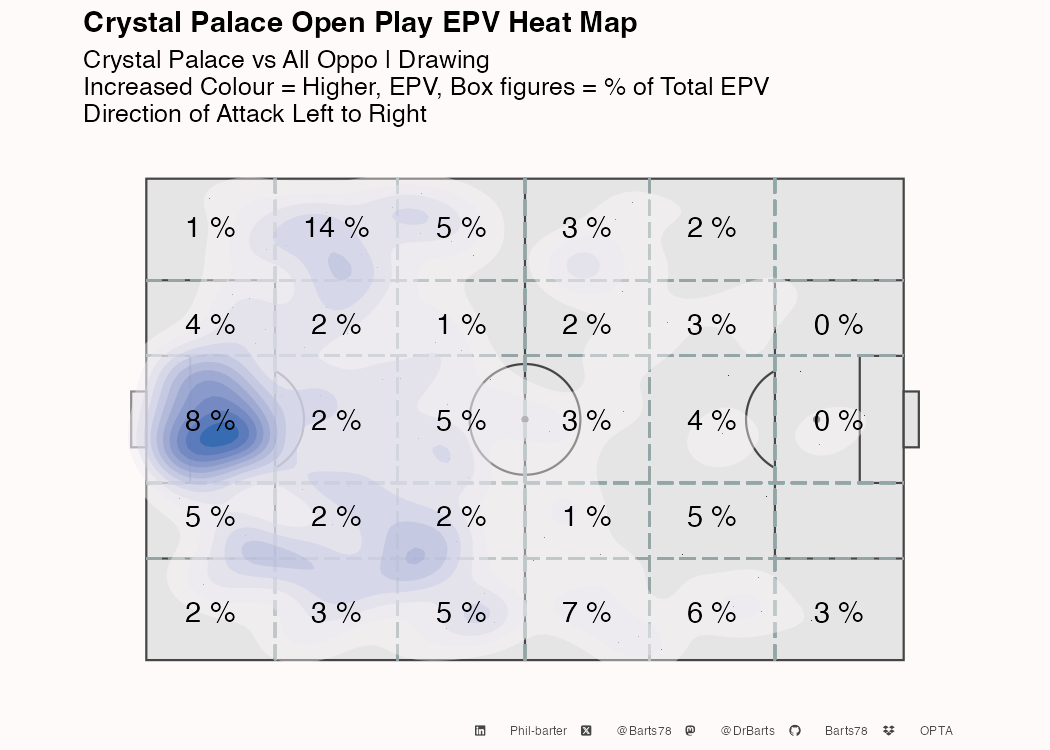 Crystal Palace Open Play EPV Heat Map
Crystal Palace vs All Oppo | Drawing
Increased Colour = Higher, EPV, Box figures = % of Total EPV
Direction of Attack Left to Right
1 % 14 % 5 % 3 % 2 %
4 % 2 % 1 % 2 % 3 % 0 %
8 % 2 % 5 % 3 % 4 % 0 %
5 % 2 % 2 % 1 % 5 %
2 % 3 % 5 % 7 % 6 % 3 %
Phil-barter @Barts78 @DrBarts Barts78 OPTA